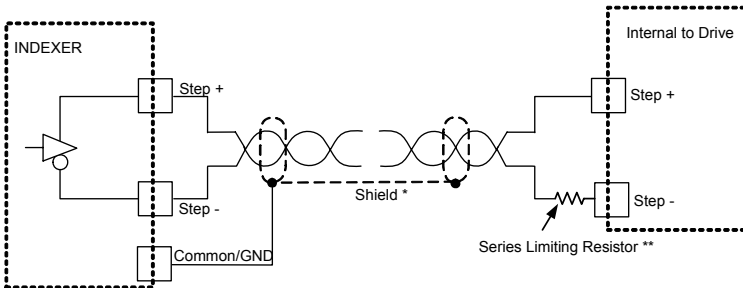 INDEXER
Internal to Drive
Step +
Step +
Step -
Step -
Shield *
Series Limiting Resistor **
Common/GND